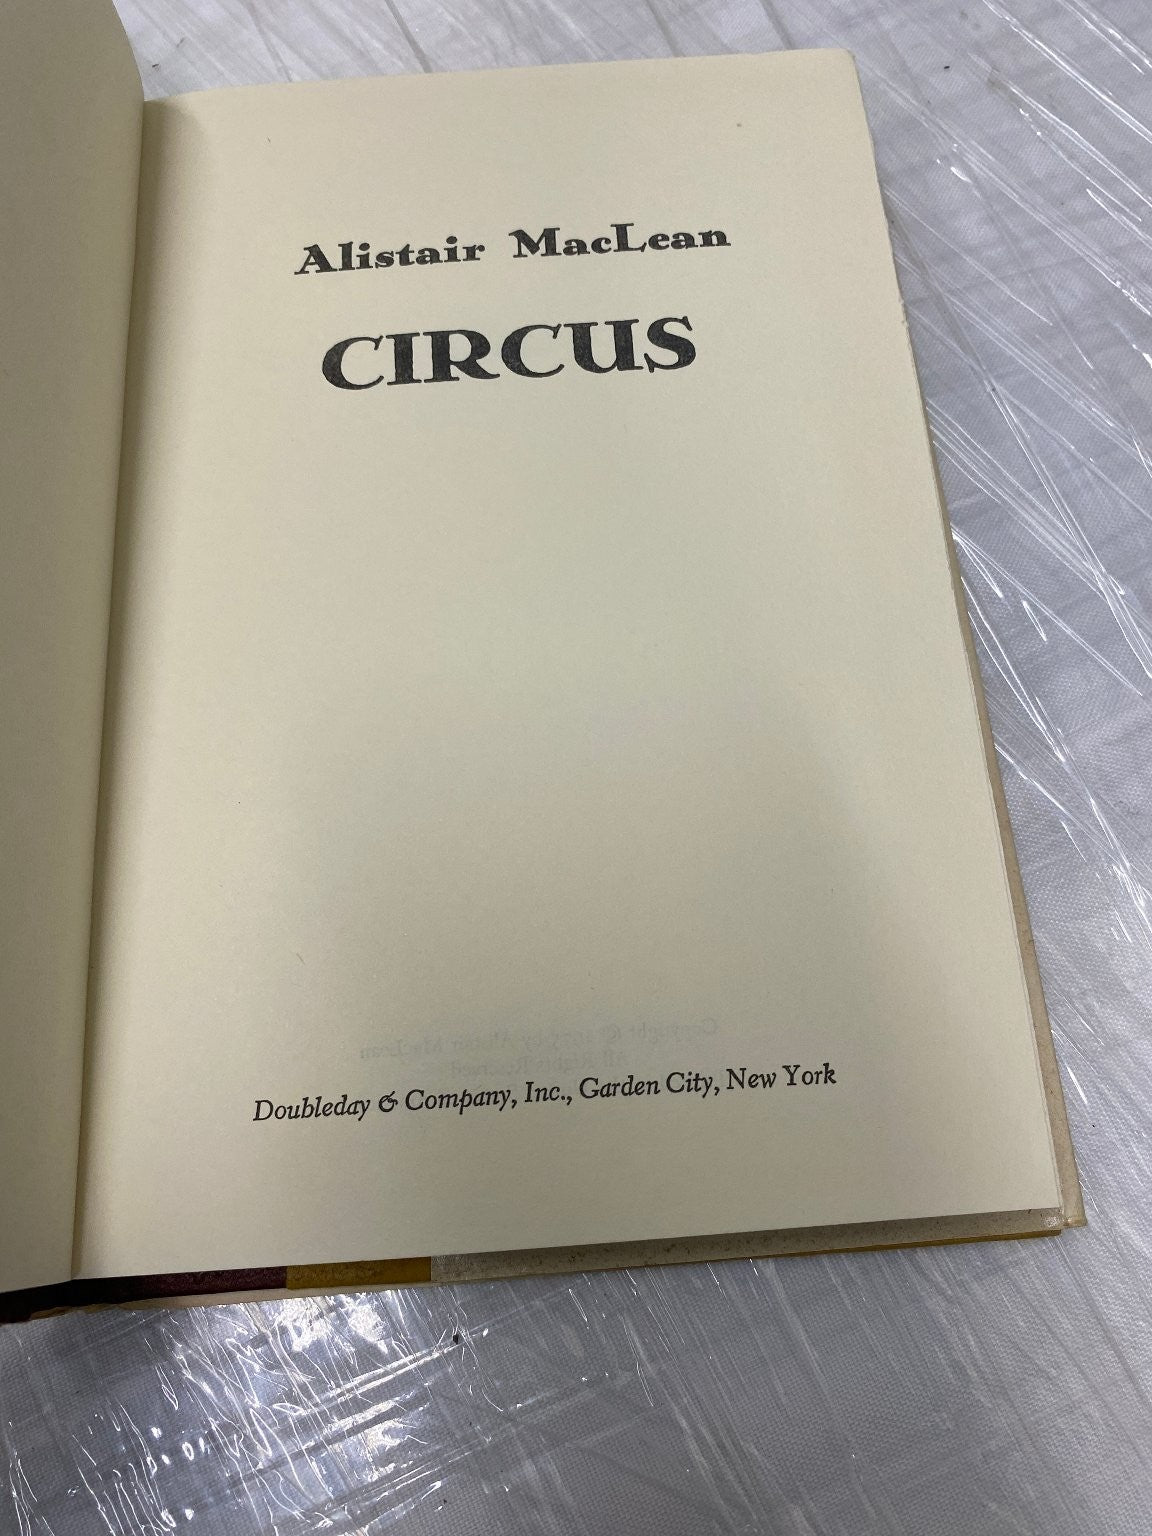 Alistair MacLean
CIRCUS
Doubleday & Company, Inc., Garden City, New York